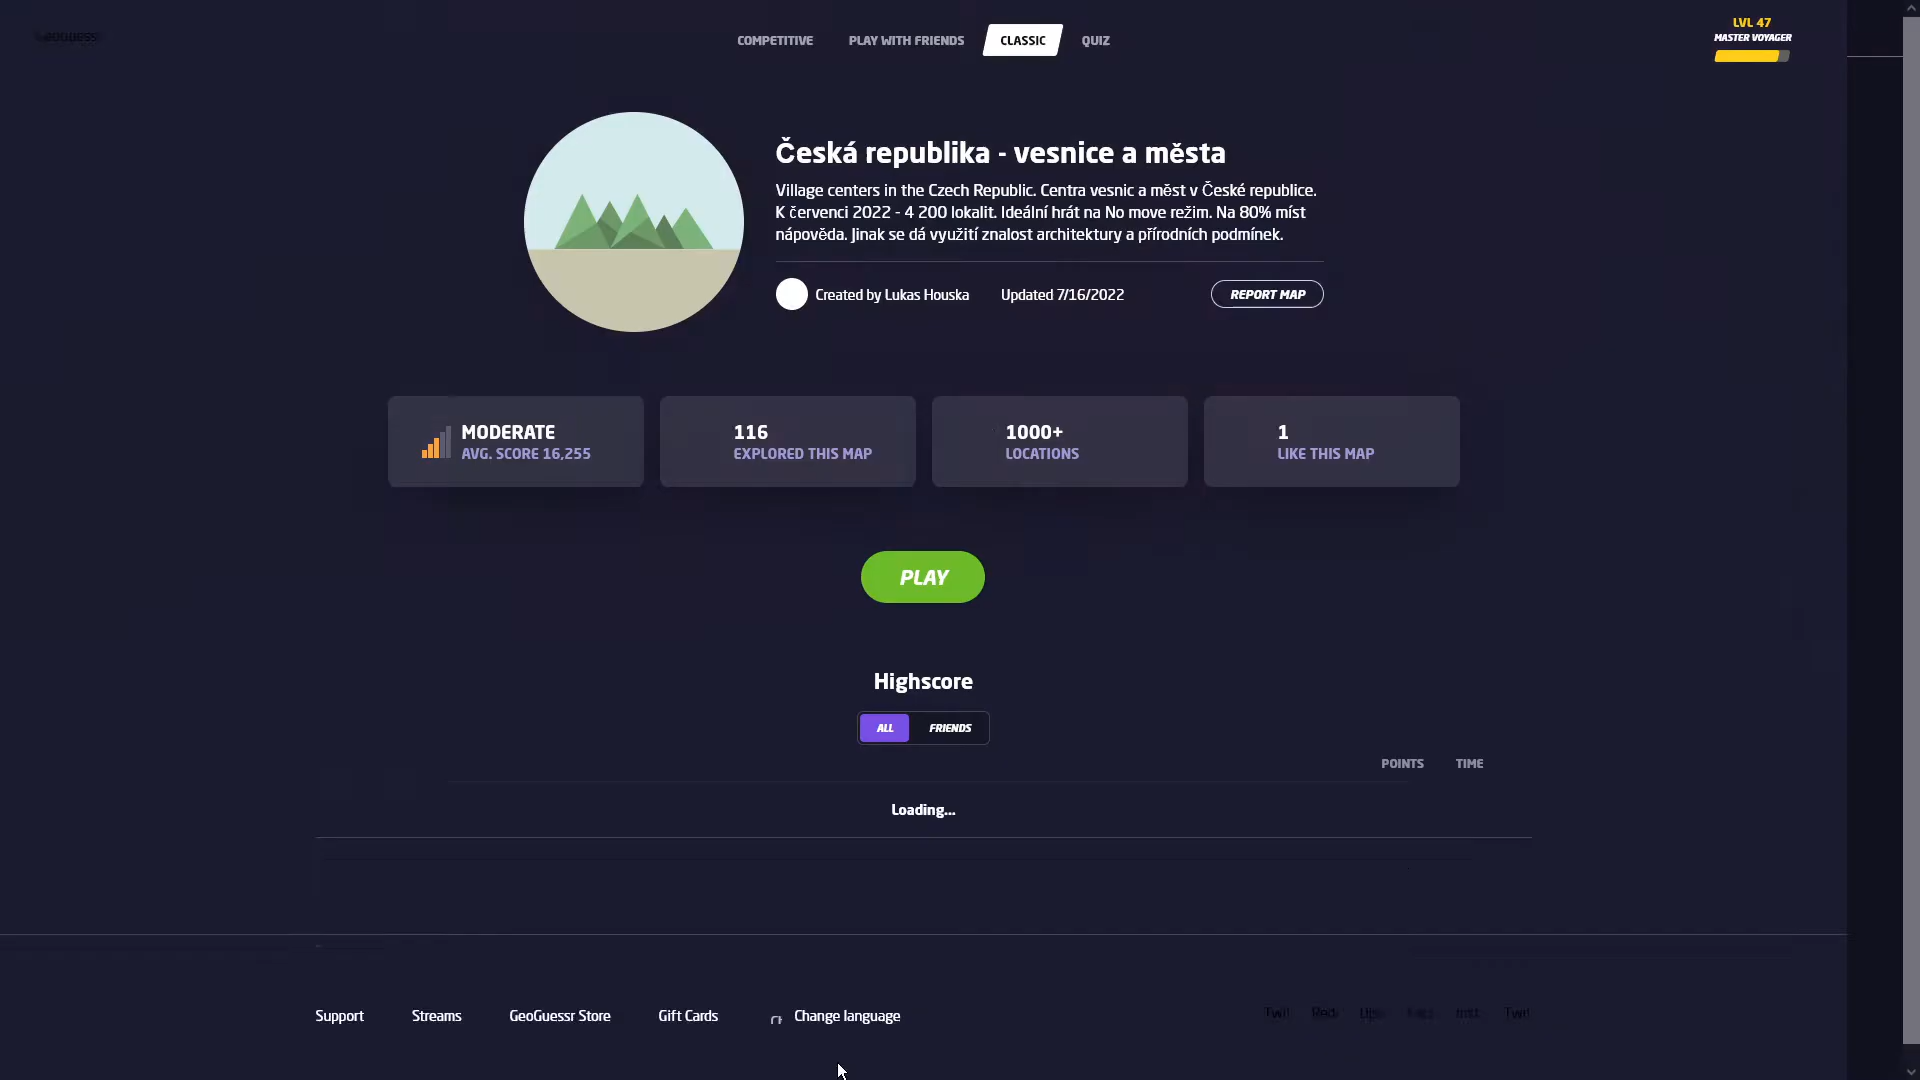 COMPETITIVE PLAY WITH FRIENDS CLASSIC QUIZ
LVL 47
MASTER VOYAGER
Česká republika - vesnice a města
Village centers in the Czech Republic. Centra vesnic a měst v České republice.
K červenci 2022 - 4 200 lokalit. Ideální hrát na No move režim. Na 80% míst
nápověda. Jinak se dá využití znalost architektury a přírodních podmínek.
Created by Lukas Houska Updated 7/16/2022 REPORT MAP
MODERATE
AVG. SCORE 16,255
116
EXPLORED THIS MAP
1000+
LOCATIONS
1
LIKE THIS MAP
PLAY
Highscore
ALL FRIENDS
POINTS TIME
Loading...
Support Streams GeoGuessr Store Gift Cards Change language